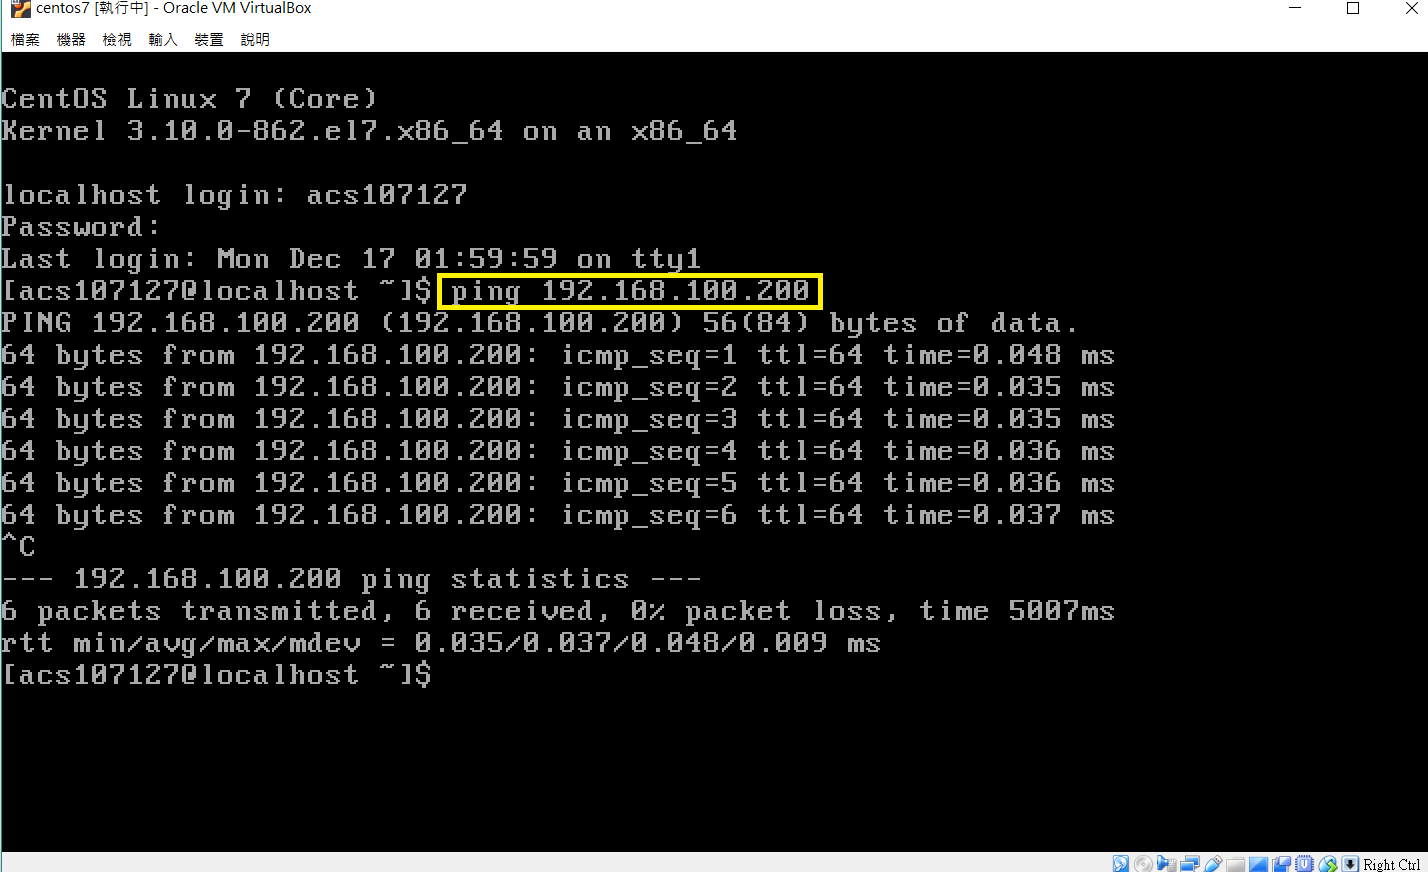 centos7 [執行中] - Oracle VM VirtualBox
檔案 機器 檢視 輸入 裝置 說明
CentOS Linux 7 (Core)
Kernel 3.10.0-862.el7.x86_64 on an x86_64
localhost login: acs107127
Password:
Last login: Mon Dec 17 01:59:59 on tty1
[acs107127@localhost ~]$ ping 192.168.100.200
PING 192.168.100.200 (192.168.100.200) 56(84) bytes of data.
64 bytes from 192.168.100.200: icmp_seq=1 ttl=64 time=0.048 ms
64 bytes from 192.168.100.200: icmp_seq=2 ttl=64 time=0.035 ms
64 bytes from 192.168.100.200: icmp_seq=3 ttl=64 time=0.035 ms
64 bytes from 192.168.100.200: icmp_seq=4 ttl=64 time=0.036 ms
64 bytes from 192.168.100.200: icmp_seq=5 ttl=64 time=0.036 ms
64 bytes from 192.168.100.200: icmp_seq=6 ttl=64 time=0.037 ms
^C
--- 192.168.100.200 ping statistics ---
6 packets transmitted, 6 received, 0% packet loss, time 5007ms
rtt min/avg/max/mdev = 0.035/0.037/0.048/0.009 ms
[acs107127@localhost ~]$
Right Ctrl